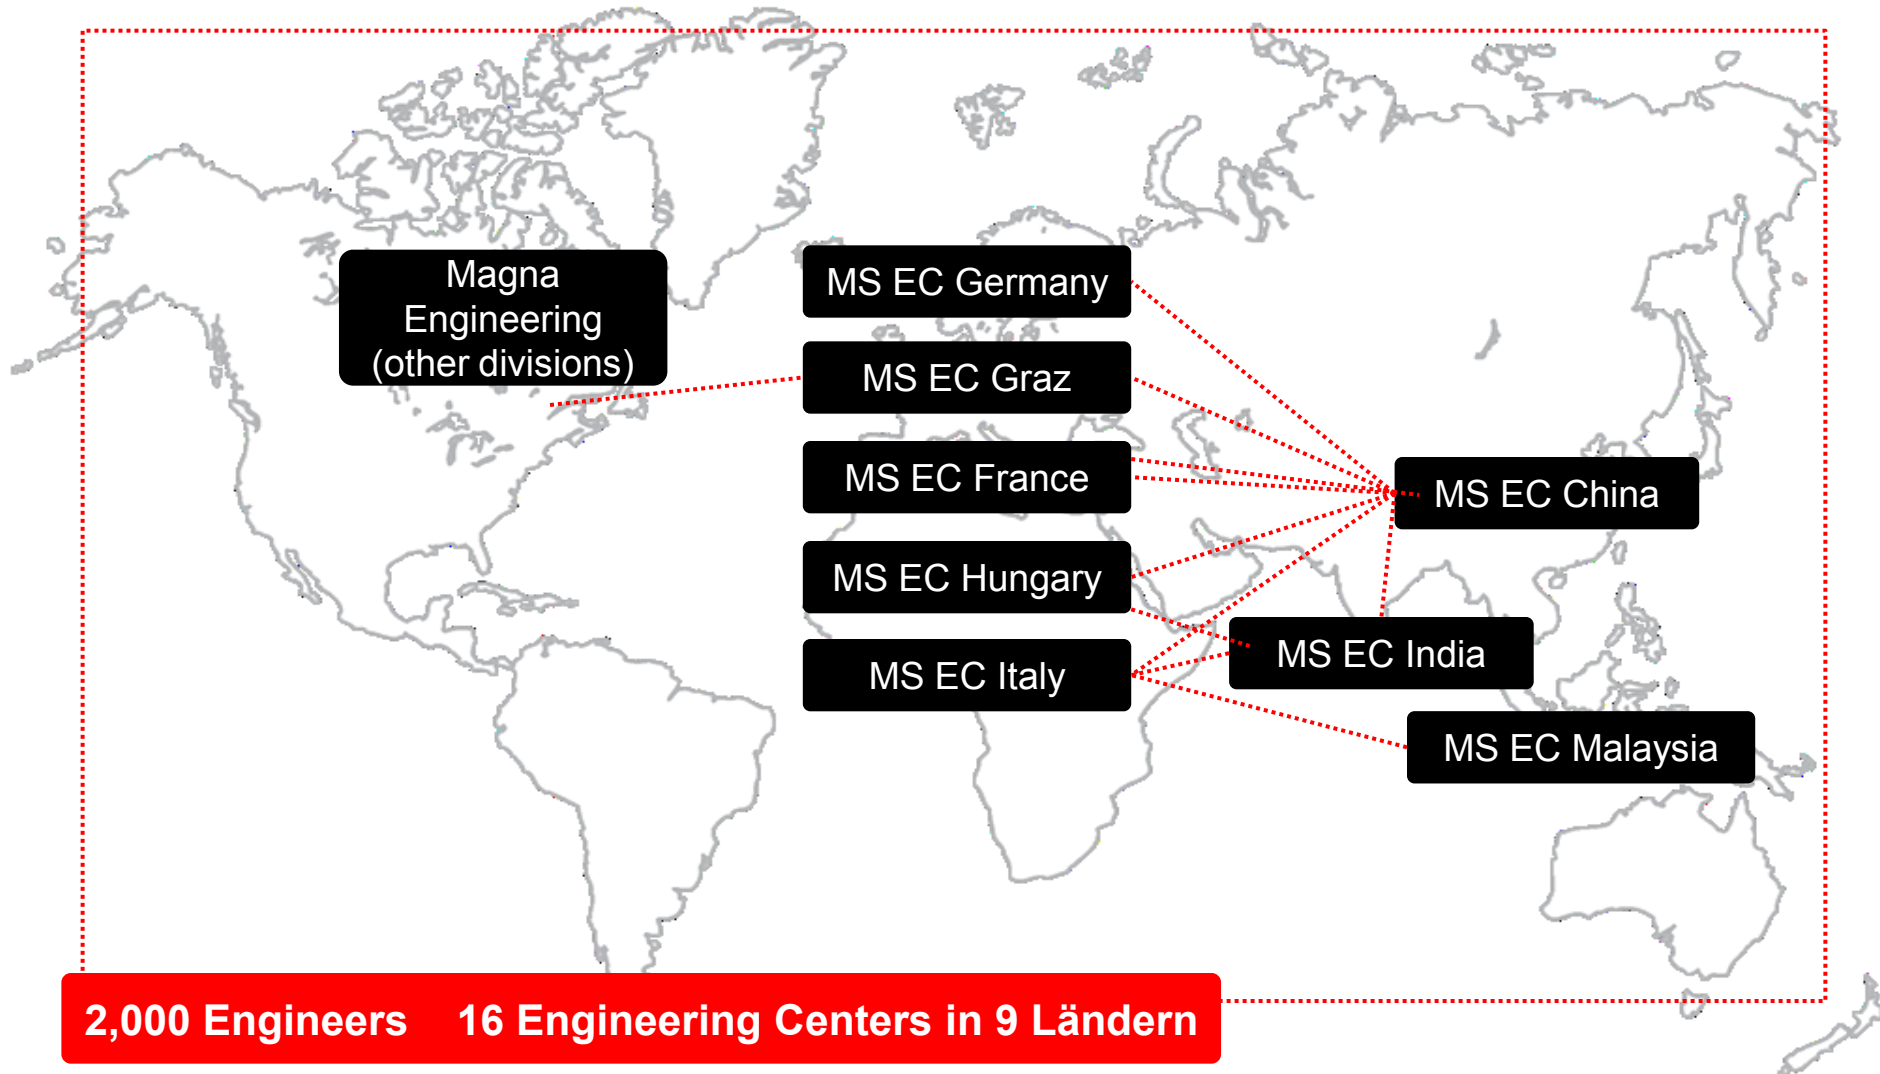 Magna
Engineering
(other divisions)
MS EC Germany
MS EC Graz
MS EC France
MS EC Hungary
MS EC Italy
MS EC China
MS EC India
MS EC Malaysia
2,000 Engineers 16 Engineering Centers in 9 Ländern